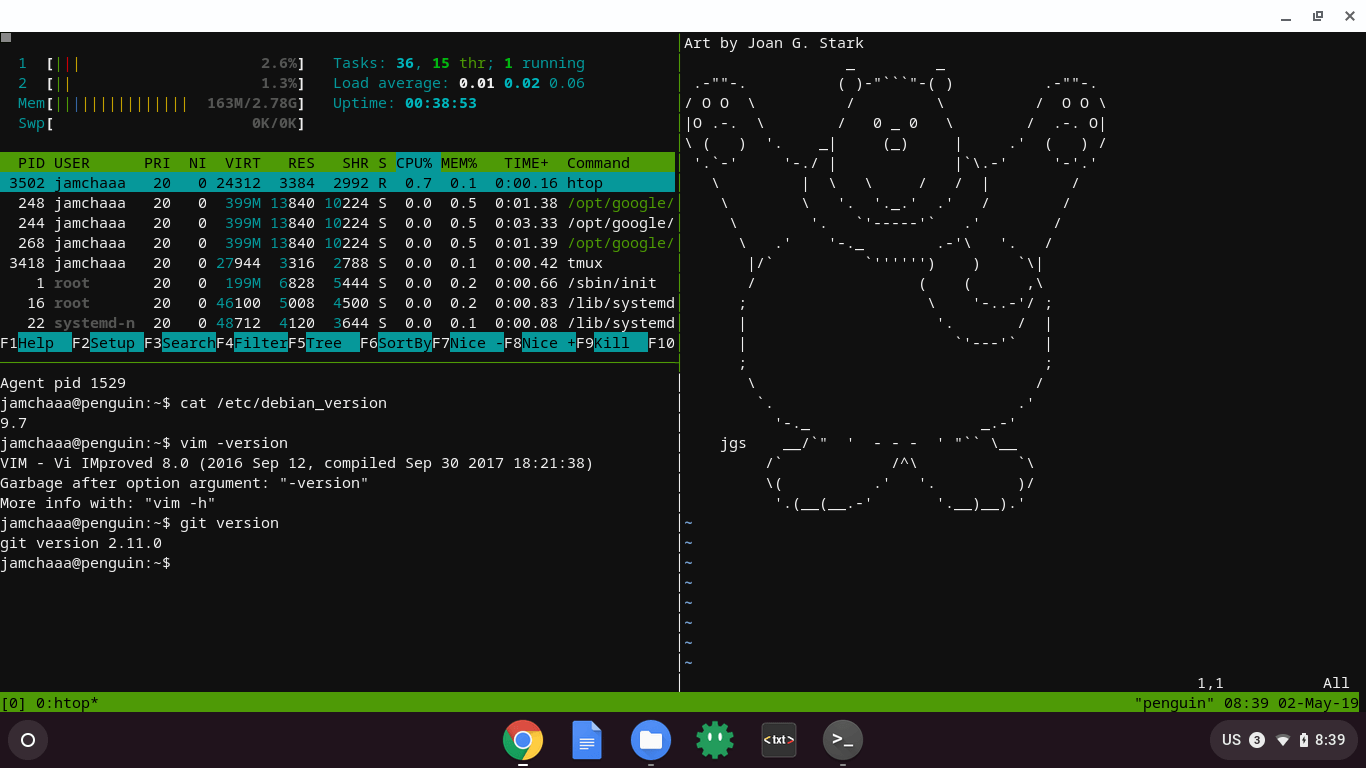 1  [||||                    2.6%]   Tasks: 36, 15 thr; 1 running
2  [||                      1.3%]   Load average: 0.01 0.02 0.06
Mem[|||||||||||||||  163M/2.78G]   Uptime: 00:38:53
Swp[                      0K/0K]
PID USER      PRI  NI  VIRT   RES   SHR S CPU% MEM%   TIME+  Command
3502 jamchaaa   20   0 24312  3384  2992 R  0.7  0.1  0:00.16 htop
248 jamchaaa   20   0  399M 13840 10224 S  0.0  0.5  0:01.38 /opt/google/
244 jamchaaa   20   0  399M 13840 10224 S  0.0  0.5  0:03.33 /opt/google/
268 jamchaaa   20   0  399M 13840 10224 S  0.0  0.5  0:01.39 /opt/google/
3418 jamchaaa   20   0 27944  3316  2788 S  0.0  0.1  0:00.42 tmux
1 root       20   0  199M  6828  5444 S  0.0  0.2  0:00.66 /sbin/init
16 root       20   0 46100  5008  4500 S  0.0  0.2  0:00.83 /lib/systemd
22 systemd-n  20   0 48712  4120  3644 S  0.0  0.1  0:00.08 /lib/systemd
F1Help  F2Setup F3SearchF4FilterF5Tree  F6SortByF7Nice -F8Nice +F9Kill  F10
Agent pid 1529
jamchaaa@penguin:~$ cat /etc/debian_version
9.7
jamchaaa@penguin:~$ vim -version
VIM - Vi IMproved 8.0 (2016 Sep 12, compiled Sep 30 2017 18:21:38)
Garbage after option argument: "-version"
More info with: "vim -h"
jamchaaa@penguin:~$ git version
git version 2.11.0
jamchaaa@penguin:~$
Art by Joan G. Stark
jgs
~
~
~
~
~
~
~
~
1,1           All
[0] 0:htop*                    "penguin" 08:39 02-May-19
<txt>
>_
US 3 8:39